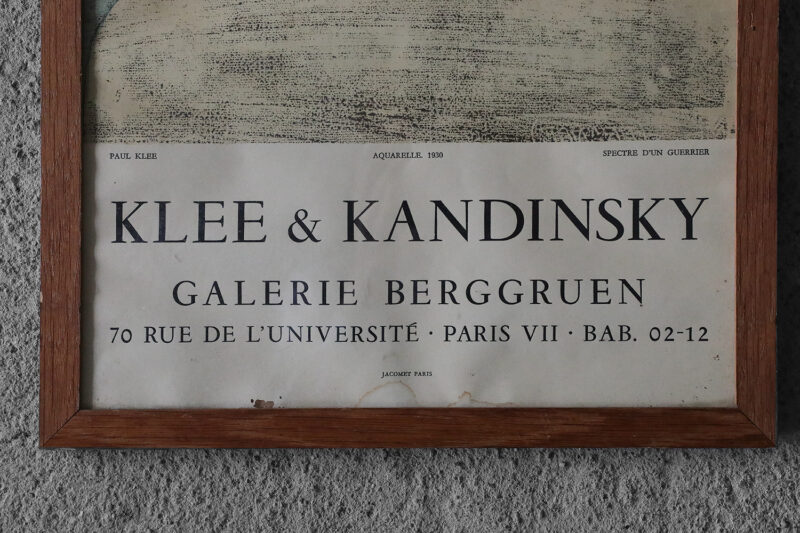 PAUL KLEE AQUARELLE. 1930 SPECTRE D'UN GUERRIER
KLEE & KANDINSKY
GALERIE BERGGRUEN
70 RUE DE L'UNIVERSITÉ · PARIS VII · BAB. 02-12
JACOMET PARIS